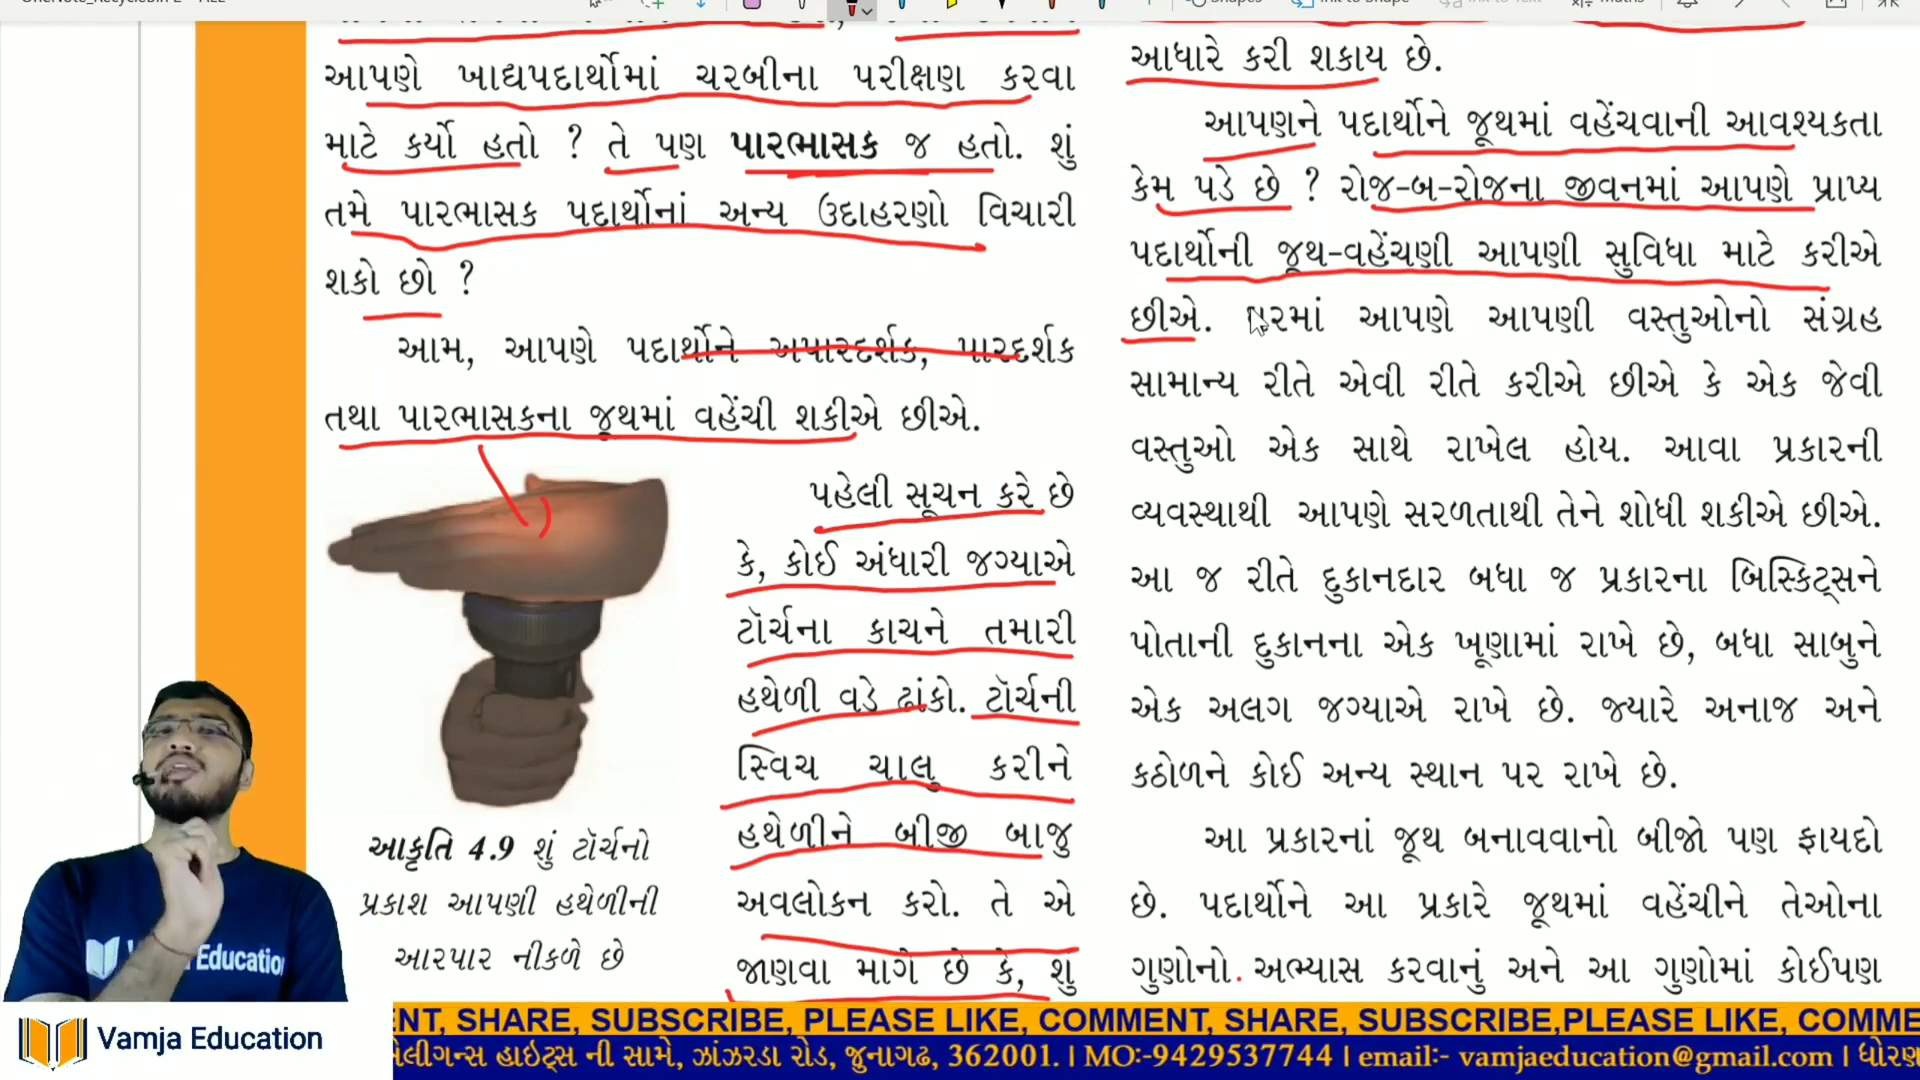 આપણે ખાદ્યપદાર્થોમાં ચરબીના પરીક્ષણ કરવા
માટે કર્યો હતો ? તે પણ પારભાસક જ હતો. શું
તમે પારભાસક પદાર્થોનાં અન્ય ઉદાહરણો વિચારી
શકો છો ?
આમ, આપણે પદાર્થોને અપારદર્શક, પારદર્શક
તથા પારભાસકના જૂથમાં વહેંચી શકીએ છીએ.
પહેલી સૂચન કરે છે
કે, કોઈ અંધારી જગ્યાએ
ટૉર્ચના કાચને તમારી
હથેળી વડે ઢાંકો. ટૉર્ચની
સ્વિચ ચાલુ કરીને
હથેળીને બીજી બાજુ
અવલોકન કરો. તે એ
જાણવા માગે છે કે, શું
આકૃતિ 4.9 શું ટૉર્ચનો
પ્રકાશ આપણી હથેળીની
આરપાર નીકળે છે
આધારે કરી શકાય છે.
આપણને પદાર્થોને જૂથમાં વહેંચવાની આવશ્યકતા
કેમ પડે છે ? રોજ-બ-રોજના જીવનમાં આપણે પ્રાપ્ય
પદાર્થોની જૂથ-વહેંચણી આપણી સુવિધા માટે કરીએ
છીએ. ઘરમાં આપણે આપણી વસ્તુઓનો સંગ્રહ
સામાન્ય રીતે એવી રીતે કરીએ છીએ કે એક જેવી
વસ્તુઓ એક સાથે રાખેલ હોય. આવા પ્રકારની
વ્યવસ્થાથી આપણે સરળતાથી તેને શોધી શકીએ છીએ.
આ જ રીતે દુકાનદાર બધા જ પ્રકારના બિસ્કિટ્સને
પોતાની દુકાનના એક ખૂણામાં રાખે છે, બધા સાબુને
એક અલગ જગ્યાએ રાખે છે. જ્યારે અનાજ અને
કઠોળને કોઈ અન્ય સ્થાન પર રાખે છે.
આ પ્રકારનાં જૂથ બનાવવાનો બીજો પણ ફાયદો
છે. પદાર્થોને આ પ્રકારે જૂથમાં વહેંચીને તેઓના
ગુણોનો અભ્યાસ કરવાનું અને આ ગુણોમાં કોઈપણ
Education
Vamja Education
ENT, SHARE, SUBSCRIBE, PLEASE LIKE, COMMENT, SHARE, SUBSCRIBE,PLEASE LIKE, COMME
હાઇટ્સ ની સામે, ઝાંઝરડા રોડ, જુનાગઢ, 362001. | MO:-9429537744 | email:- vamjaeducation@gmail.com | ધોરણ